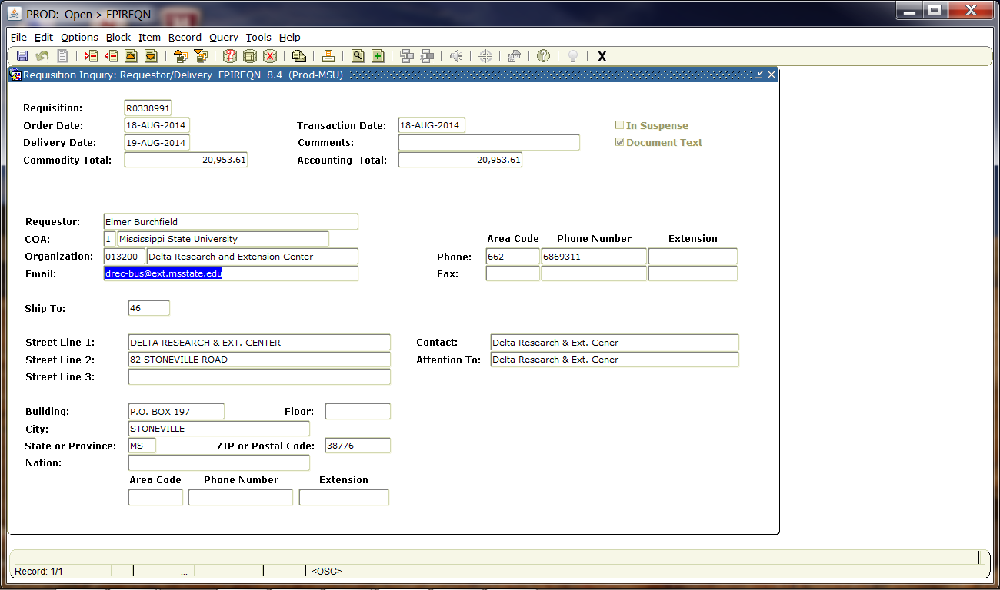 PROD: Open > FPIREQN
File Edit Options Block Item Record Query Tools Help
X
Requisition Inquiry: Requestor/Delivery FPIREQN 8.4 (Prod-MSU)
Requisition: R0338991
Order Date: 18-AUG-2014 Transaction Date: 18-AUG-2014 In Suspense
Delivery Date: 19-AUG-2014 Comments: Document Text
Commodity Total: 20,953.61 Accounting Total: 20,953.61
Requestor: Elmer Burchfield
COA: 1 Mississippi State University Area Code Phone Number Extension
Organization: 013200 Delta Research and Extension Center Phone: 662 6869311
Email: drec-bus@ext.msstate.edu Fax:
Ship To: 46
Street Line 1: DELTA RESEARCH & EXT. CENTER Contact: Delta Research & Ext. Cener
Street Line 2: 82 STONEVILLE ROAD Attention To: Delta Research & Ext. Cener
Street Line 3:
Building: P.O. BOX 197 Floor:
City: STONEVILLE
State or Province: MS ZIP or Postal Code: 38776
Nation:
Area Code Phone Number Extension
Record: 1/1 ... <OSC>